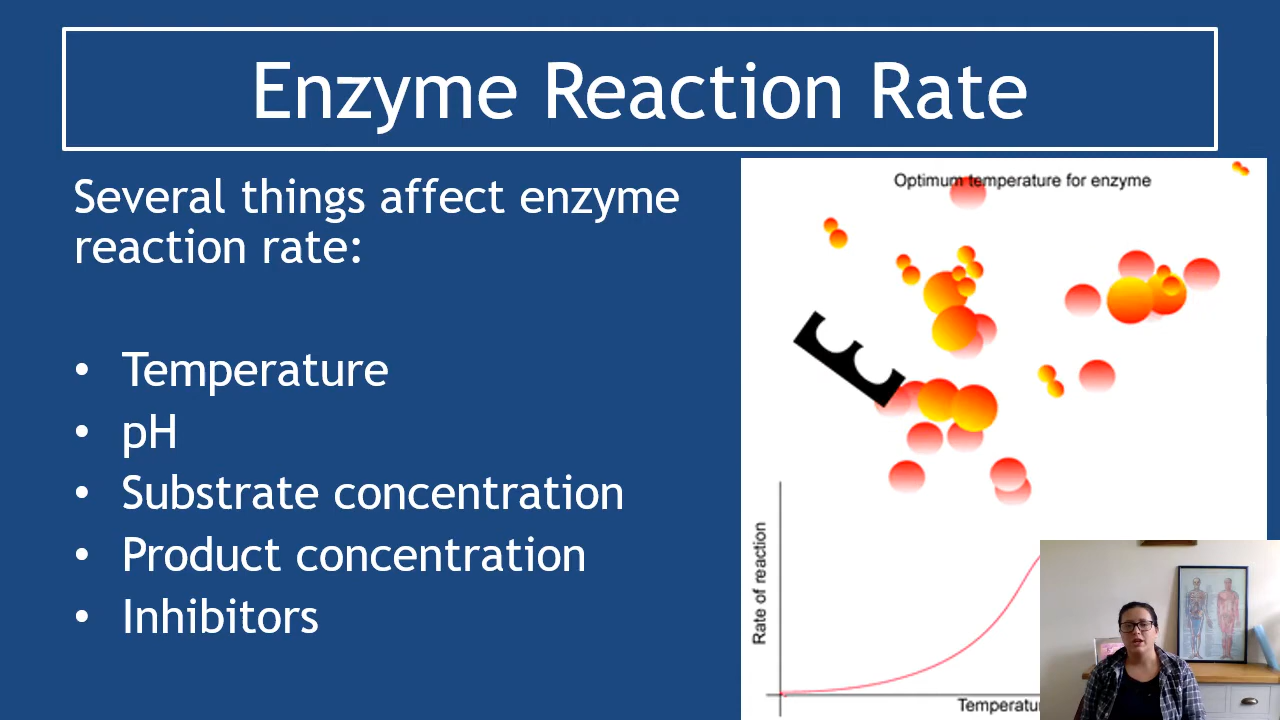 Enzyme Reaction Rate
Several things affect enzyme
reaction rate:
• Temperature
• pH
• Substrate concentration
• Product concentration
• Inhibitors
Optimum temperature for enzyme
Rate of reaction